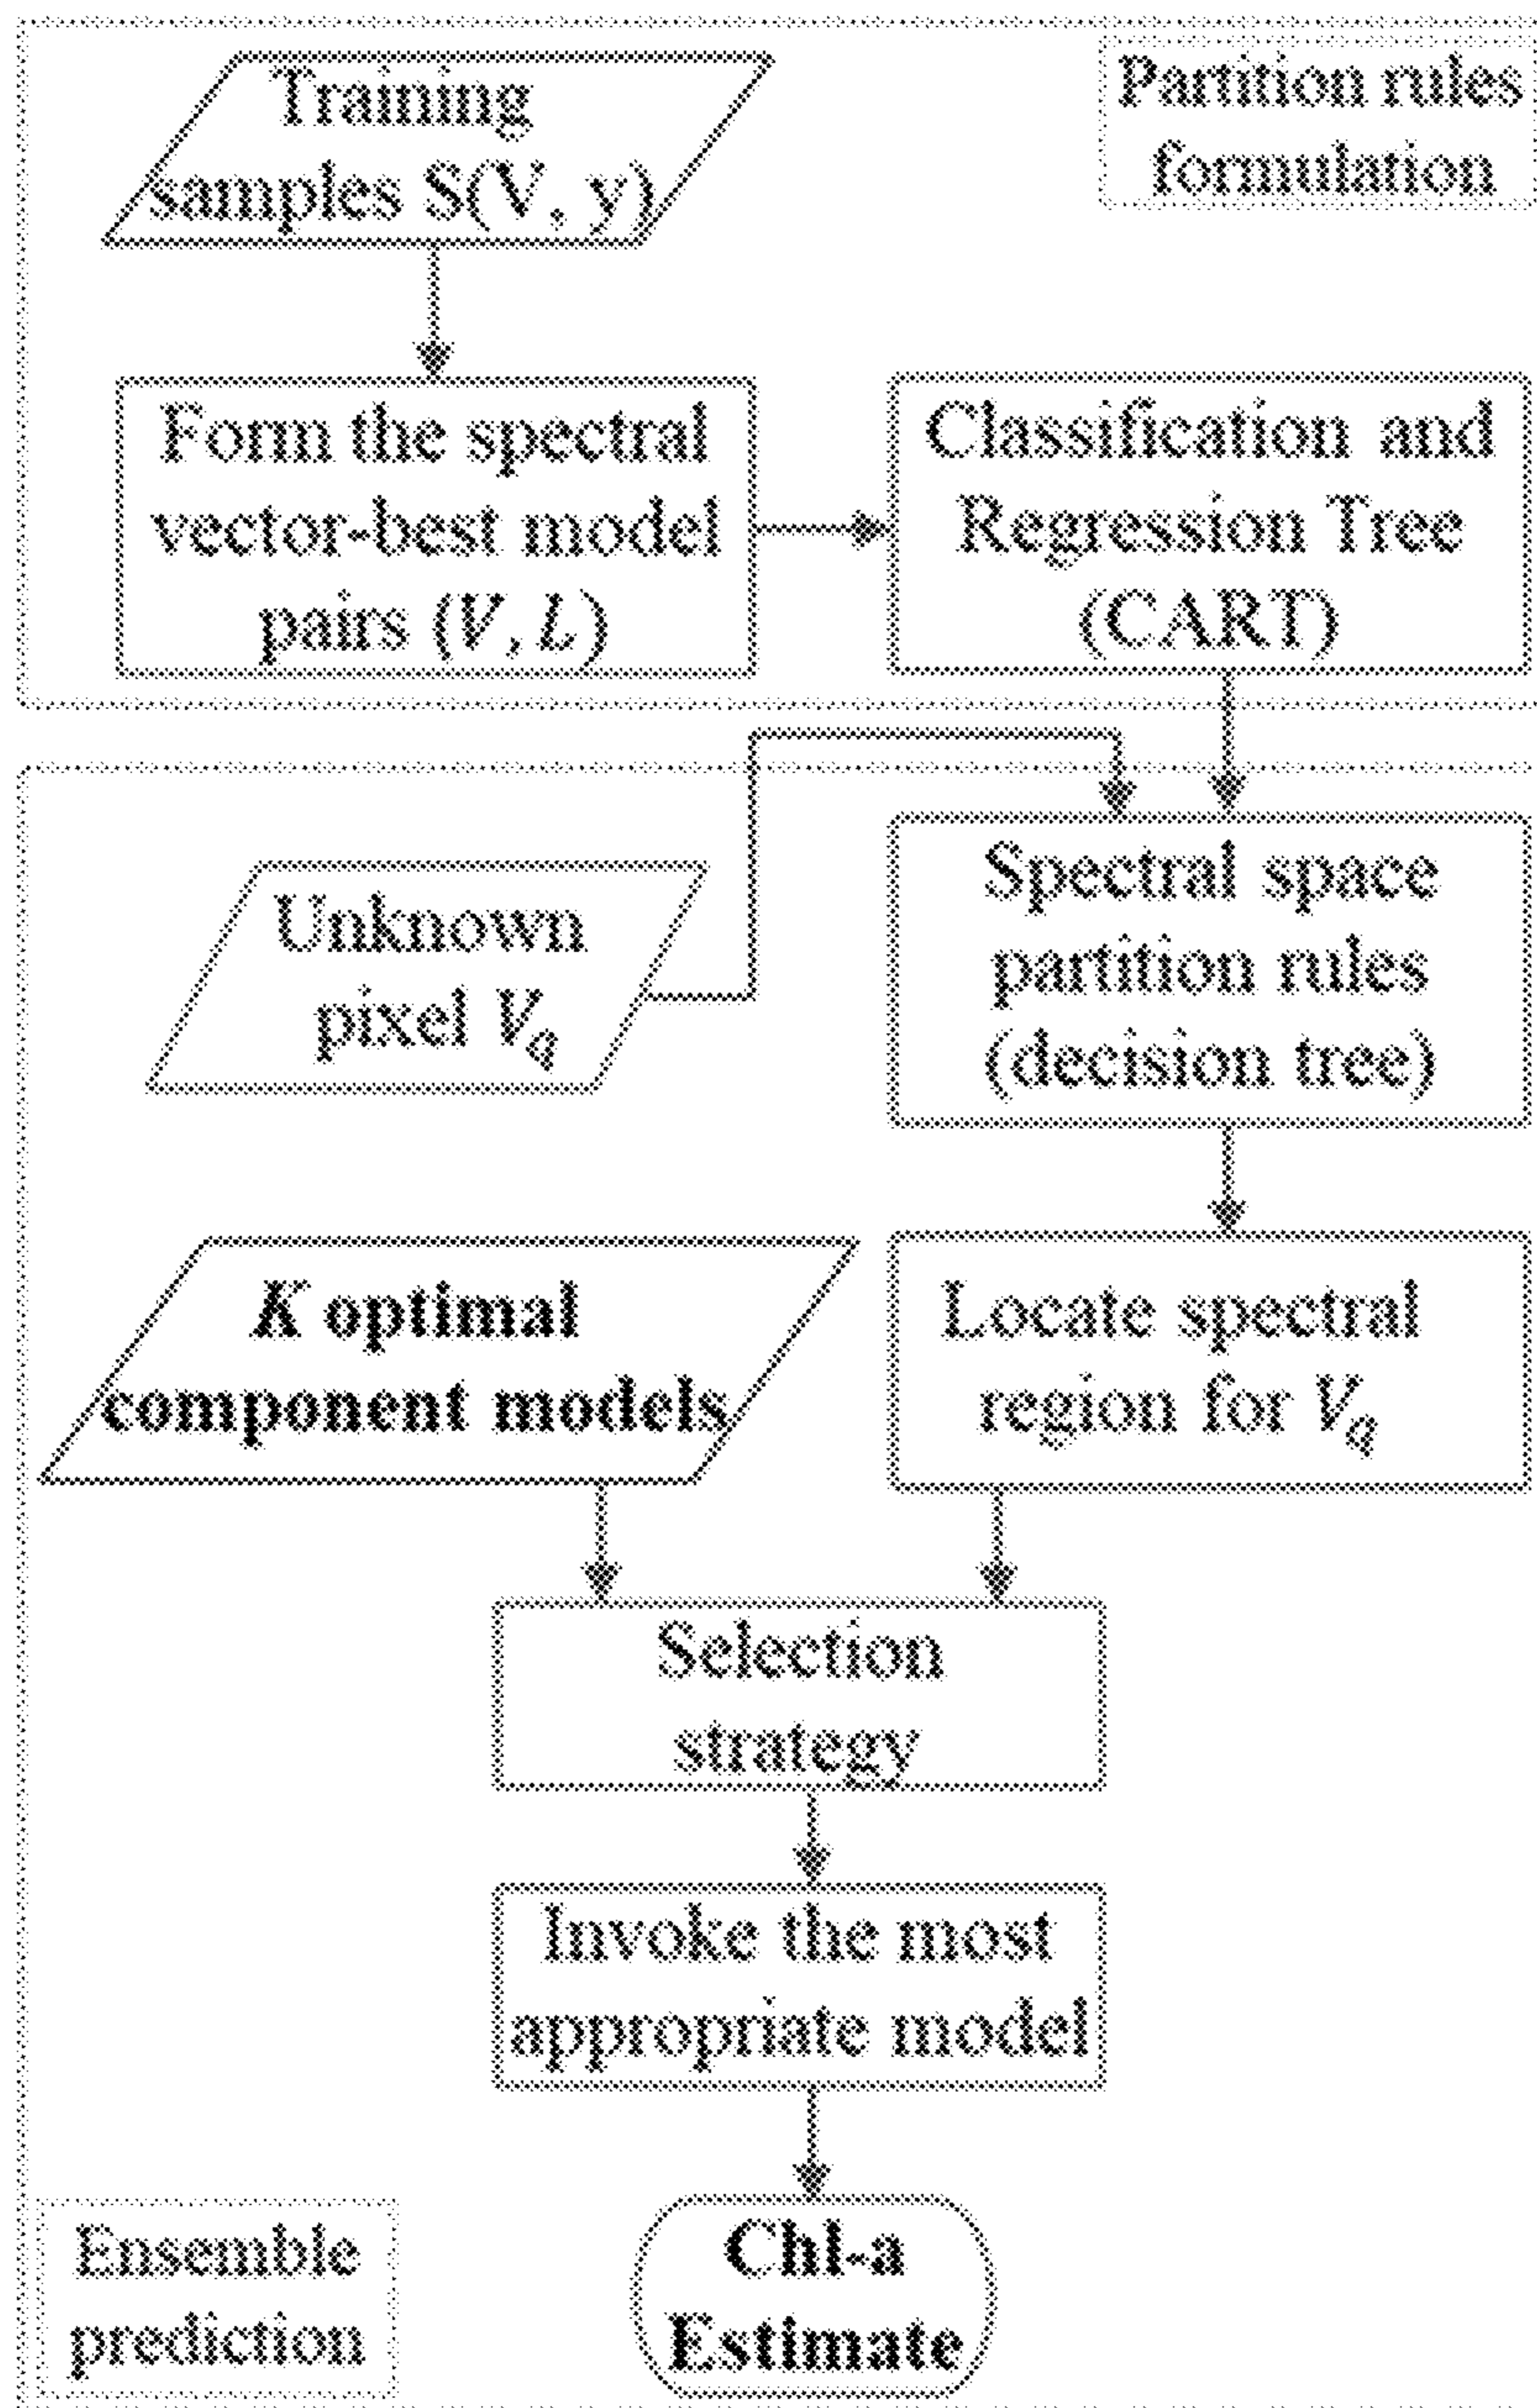 Training
samples S(V, y)
Partition rules
formulation
Form the spectral
vector-best model
pairs (V, L)
Classification and
Regression Tree
(CART)
Unknown
pixel Vq
Spectral space
partition rules
(decision tree)
K optimal
component models
Locate spectral
region for Vq
Selection
strategy
Invoke the most
appropriate model
Ensemble
prediction
Chl-a
Estimate